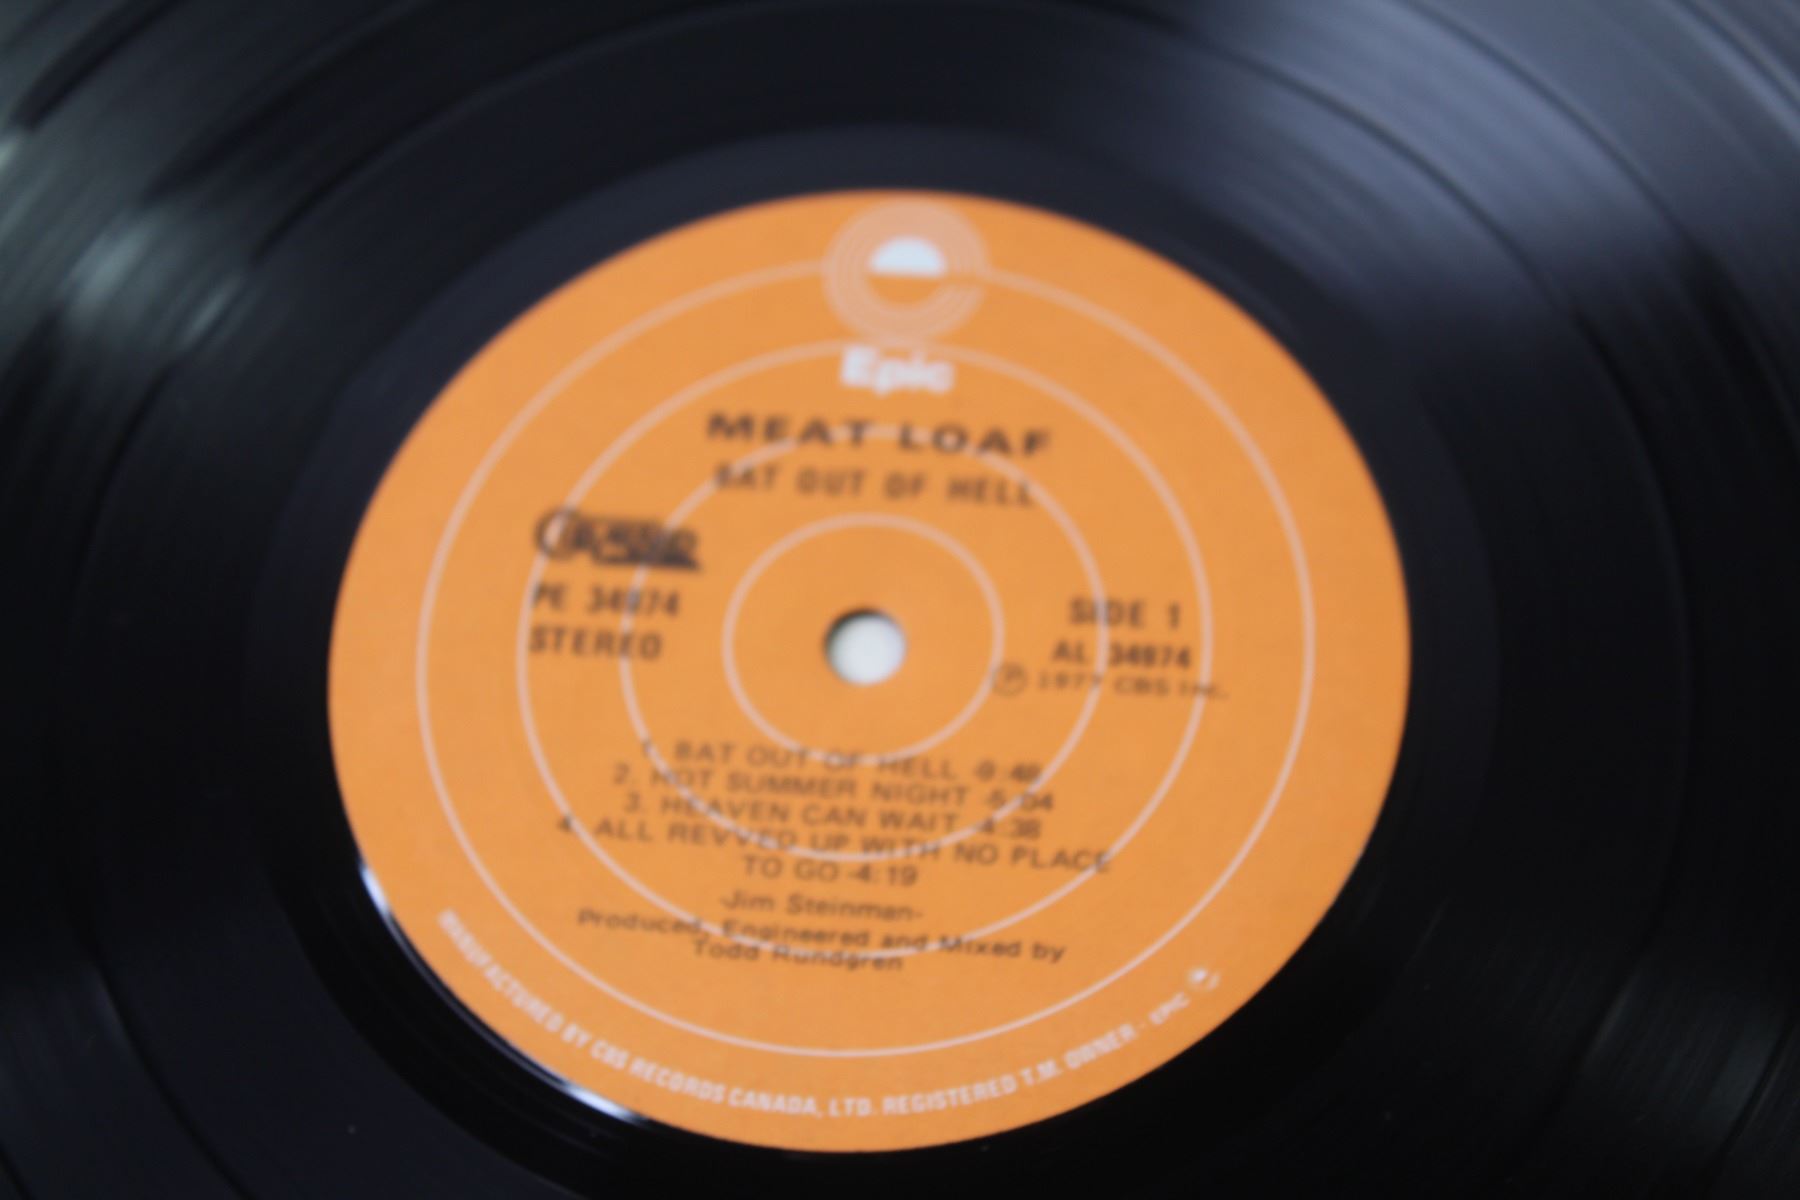 Epic
MEAT LOAF
BAT OUT OF HELL
PE 34974
STEREO
SIDE 1
AL 34974
Ⓟ 1977 CBS Inc.
1. BAT OUT OF HELL -9:48
2. HOT SUMMER NIGHT -5:04
3. HEAVEN CAN WAIT -4:38
4. ALL REVVED UP WITH NO PLACE
TO GO -4:19
-Jim Steinman-
Produced, Engineered and Mixed by
Todd Rundgren
MANUFACTURED BY CBS RECORDS CANADA, LTD. REGISTERED T.M. OWNER - EPIC